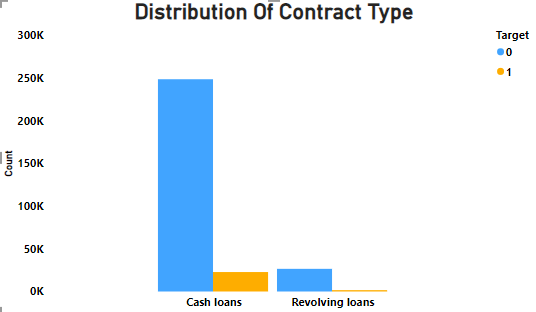 Distribution Of Contract Type
Target
0
1
300K
250K
200K
150K
100K
50K
0K
Count
Cash loans
Revolving loans